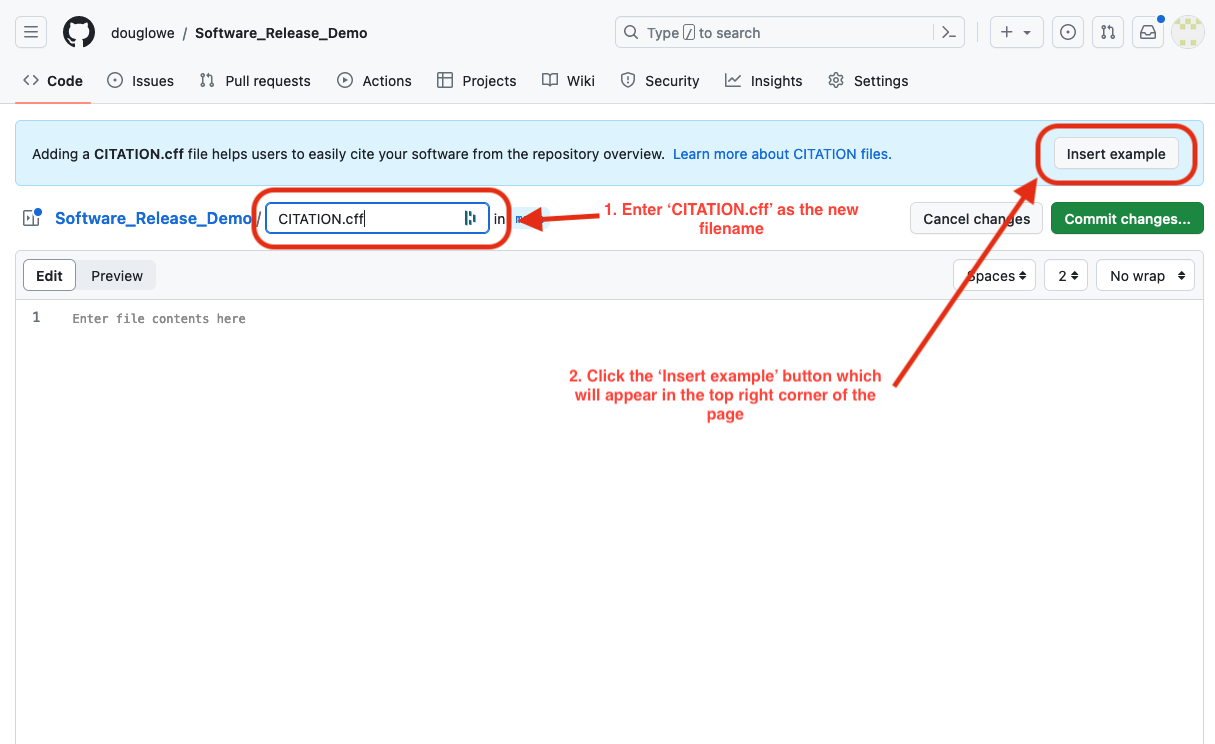 douglowe / Software_Release_Demo
Type / to search
Code Issues Pull requests Actions Projects Wiki Security Insights Settings
Adding a CITATION.cff file helps users to easily cite your software from the repository overview. Learn more about CITATION files.
Insert example
Software_Release_Demo / CITATION.cff in
1. Enter ‘CITATION.cff’ as the new
filename
Cancel changes Commit changes...
Edit Preview
Spaces 2 No wrap
1 Enter file contents here
2. Click the ‘Insert example’ button which
will appear in the top right corner of the
page